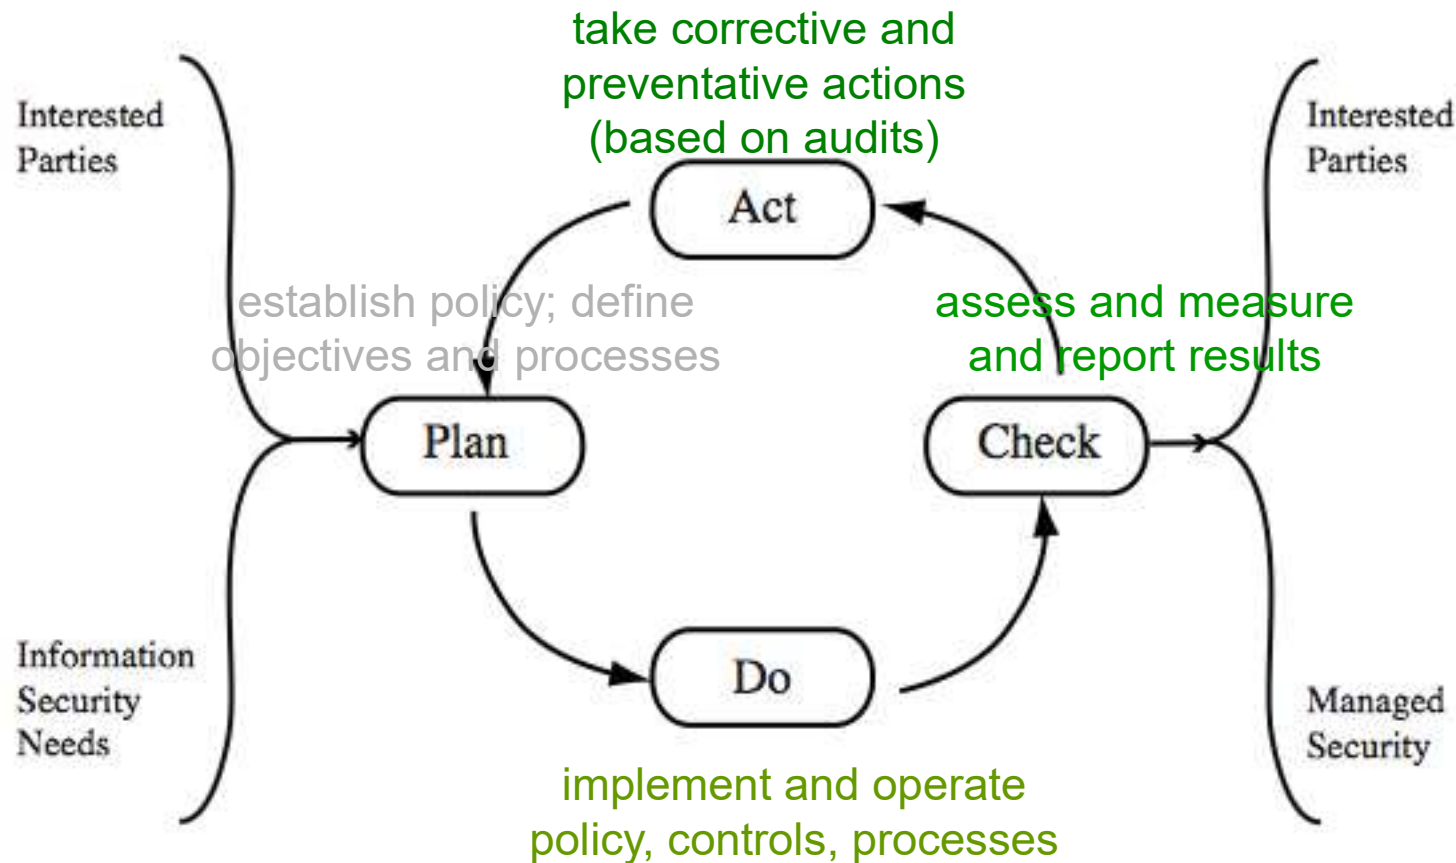 take corrective and
preventative actions
(based on audits)
Interested
Parties
Interested
Parties
Act
establish policy; define
objectives and processes
assess and measure
and report results
Plan
Check
Information
Security
Needs
Do
Managed
Security
implement and operate
policy, controls, processes